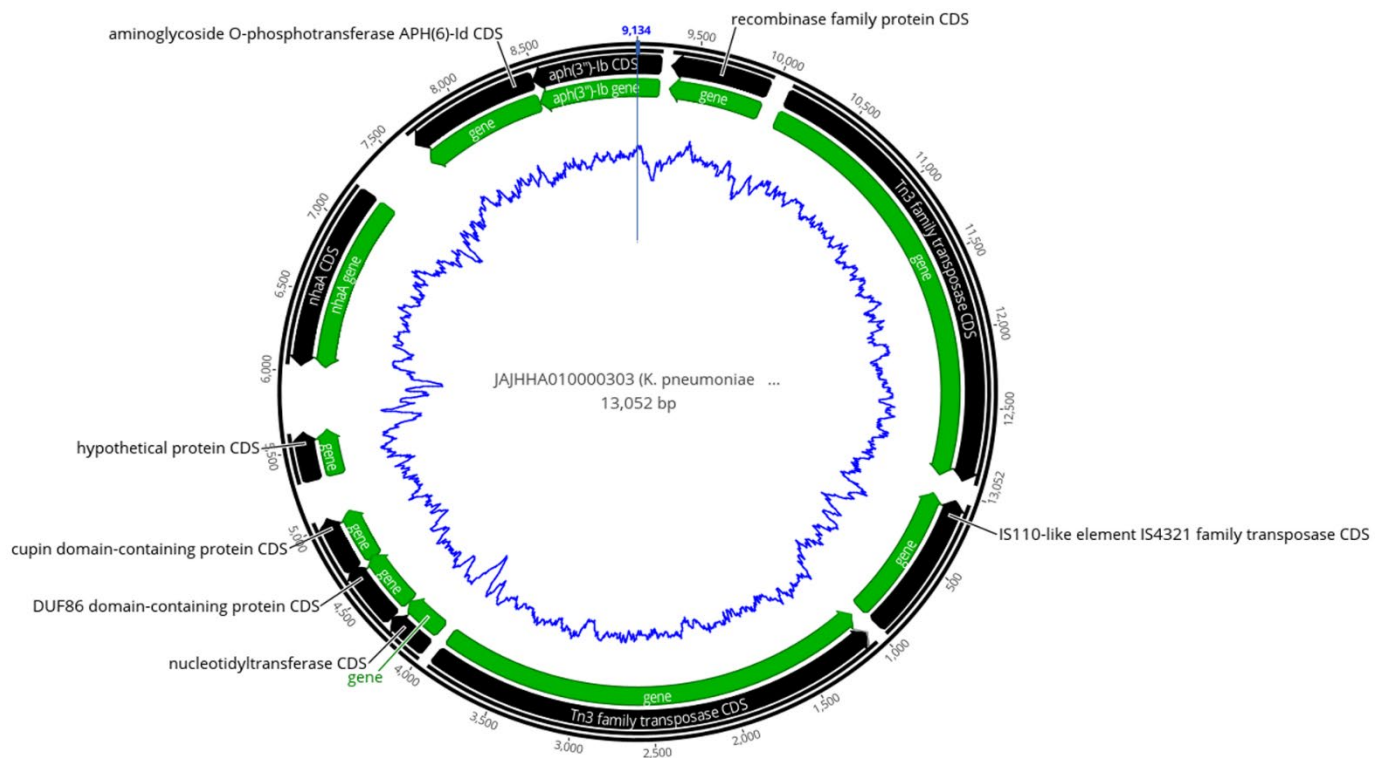 recombinase family protein CDS
aminoglycoside O-phosphotransferase APH(6)-Id CDS
9,134
9,500
8,500
10,000
8,000
10,500
7,500
11,000
7,000
11,500
6,500
12,000
6,000
12,500
5,500
13,052
5,000
500
4,500
1,000
4,000
1,500
3,500
2,000
3,000
2,500
aph(3")-Ib CDS
aph(3")-Ib gene
gene
gene
Tn3 family transposase CDS
gene
nhaA CDS
nhaA gene
JAJHHA010000303 (K. pneumoniae ...
13,052 bp
hypothetical protein CDS
gene
cupin domain-containing protein CDS
gene
DUF86 domain-containing protein CDS
gene
nucleotidyltransferase CDS
gene
IS110-like element IS4321 family transposase CDS
gene
gene
Tn3 family transposase CDS